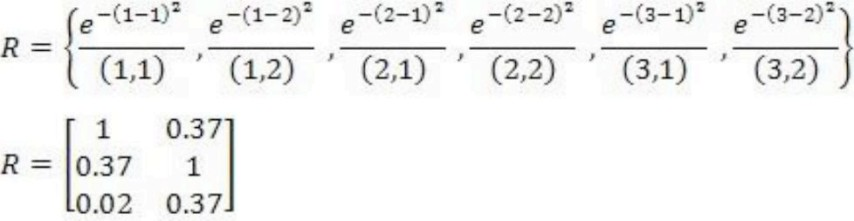 R = { e^{-(1-1)^2}/(1,1) , e^{-(1-2)^2}/(1,2) , e^{-(2-1)^2}/(2,1) , e^{-(2-2)^2}/(2,2) , e^{-(3-1)^2}/(3,1) , e^{-(3-2)^2}/(3,2) }
R = [ 1 0.37
0.37 1
0.02 0.37 ]